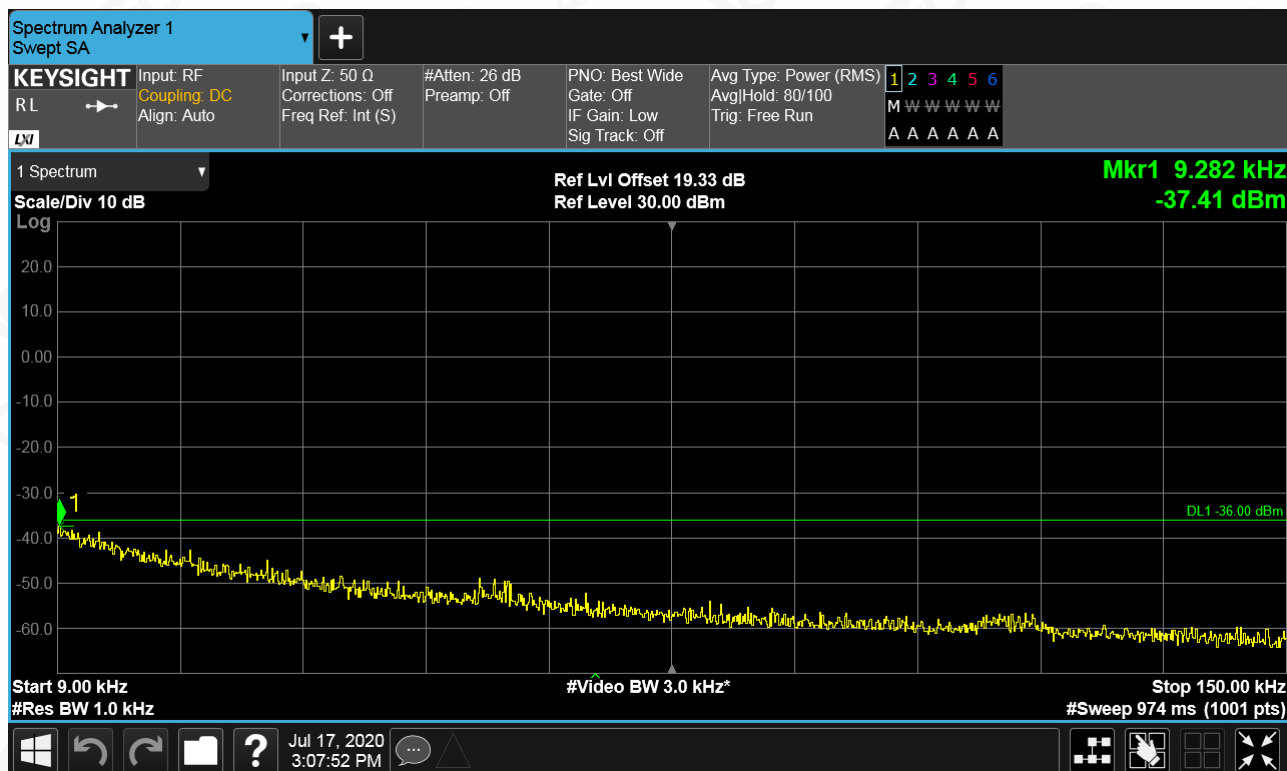 Spectrum Analyzer 1
Swept SA
KEYSIGHT
R L
LXI
Input: RF
Coupling: DC
Align: Auto
Input Z: 50 Ω
Corrections: Off
Freq Ref: Int (S)
#Atten: 26 dB
Preamp: Off
PNO: Best Wide
Gate: Off
IF Gain: Low
Sig Track: Off
Avg Type: Power (RMS)
Avg|Hold: 80/100
Trig: Free Run
1 2 3 4 5 6
M W W W W W
A A A A A A
1 Spectrum
Scale/Div 10 dB
Log
Ref Lvl Offset 19.33 dB
Ref Level 30.00 dBm
Mkr1 9.282 kHz
-37.41 dBm
20.0
10.0
0.00
-10.0
-20.0
-30.0
1
DL1 -36.00 dBm
-40.0
-50.0
-60.0
Start 9.00 kHz
#Res BW 1.0 kHz
#Video BW 3.0 kHz*
Stop 150.00 kHz
#Sweep 974 ms (1001 pts)
?
Jul 17, 2020
3:07:52 PM